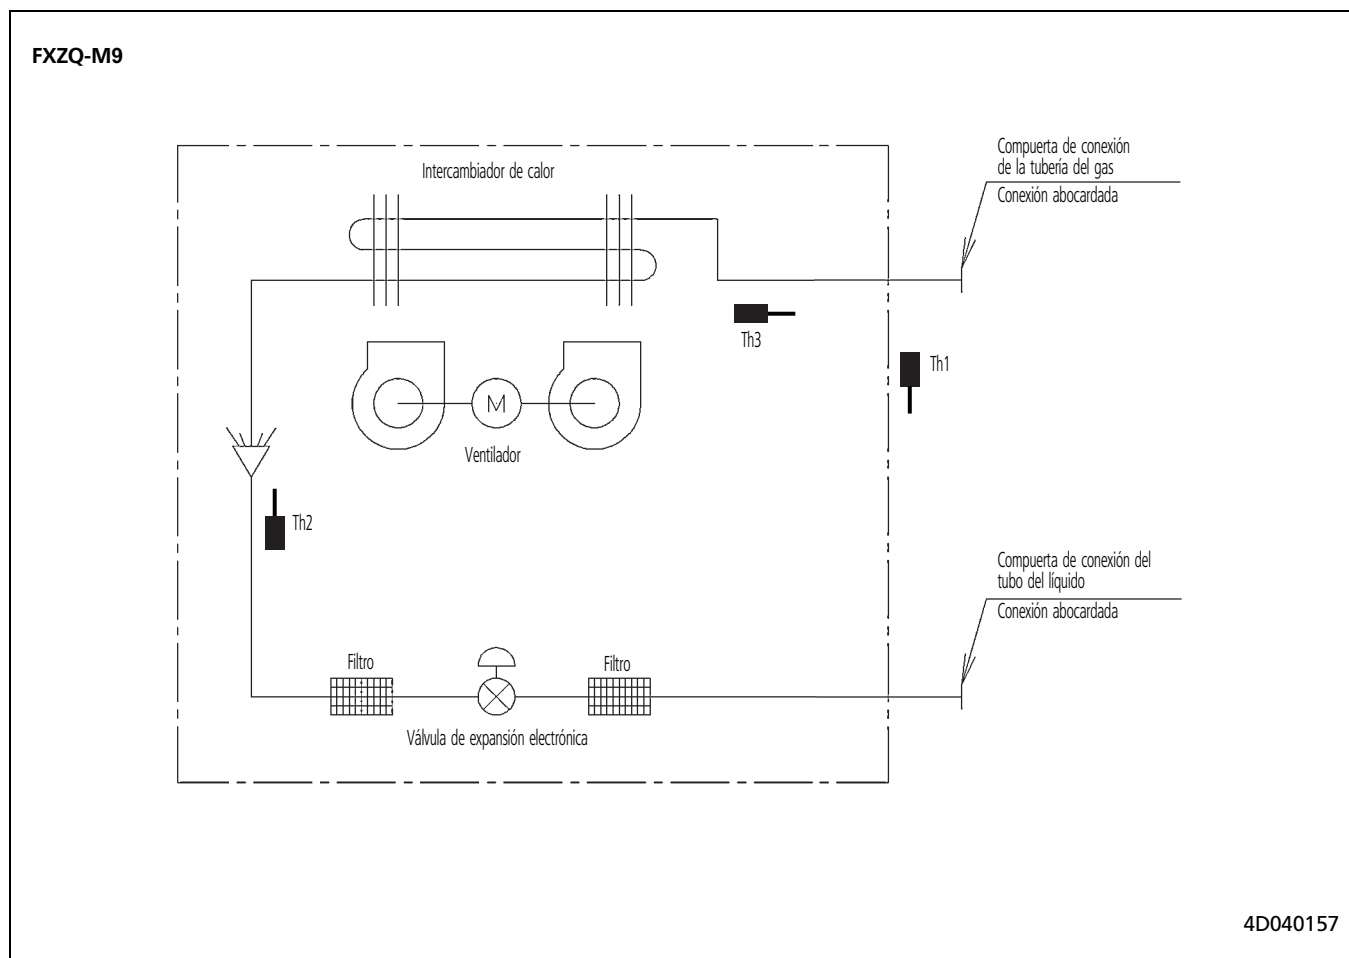 FXZQ-M9
Intercambiador de calor
Compuerta de conexión
de la tubería del gas
Conexión abocardada
Th3
Th1
M
Ventilador
Th2
Compuerta de conexión del
tubo del líquido
Conexión abocardada
Filtro
Filtro
Válvula de expansión electrónica
4D040157